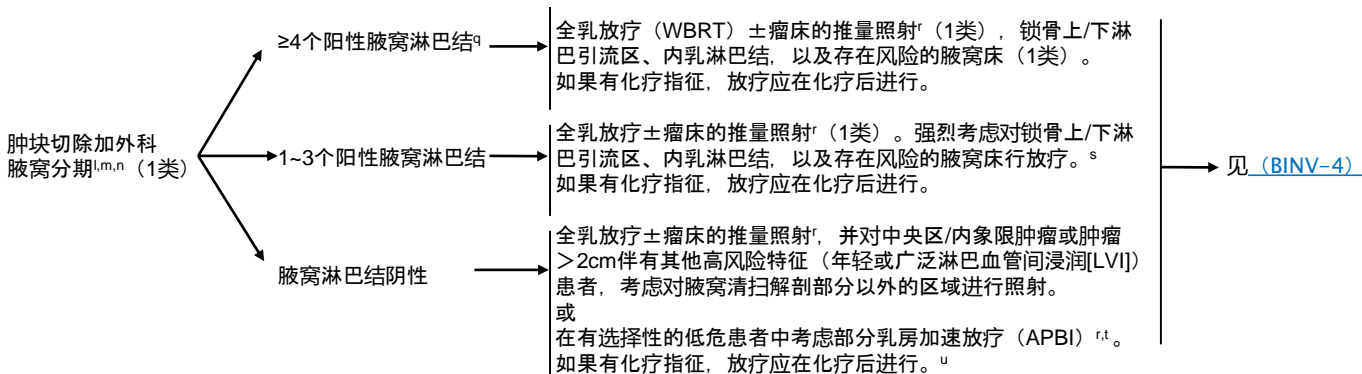 ≥4个阳性腋窝淋巴结q
全乳放疗（WBRT）±瘤床的推量照射r（1类），锁骨上/下淋
巴引流区、内乳淋巴结，以及存在风险的腋窝床（1类）。
如果有化疗指征，放疗应在化疗后进行。
肿块切除加外科
腋窝分期l,m,n（1类）
1~3个阳性腋窝淋巴结
全乳放疗±瘤床的推量照射r（1类）。强烈考虑对锁骨上/下淋
巴引流区、内乳淋巴结，以及存在风险的腋窝床行放疗。s
如果有化疗指征，放疗应在化疗后进行。
见（BINV-4）
腋窝淋巴结阴性
全乳放疗±瘤床的推量照射r，并对中央区/内象限肿瘤或肿瘤
＞2cm伴有其他高风险特征（年轻或广泛淋巴血管间浸润[LVI]）
患者，考虑对腋窝清扫解剖部分以外的区域进行照射。
或
在有选择性的低危患者中考虑部分乳房加速放疗（APBI）r,t。
如果有化疗指征，放疗应在化疗后进行。u